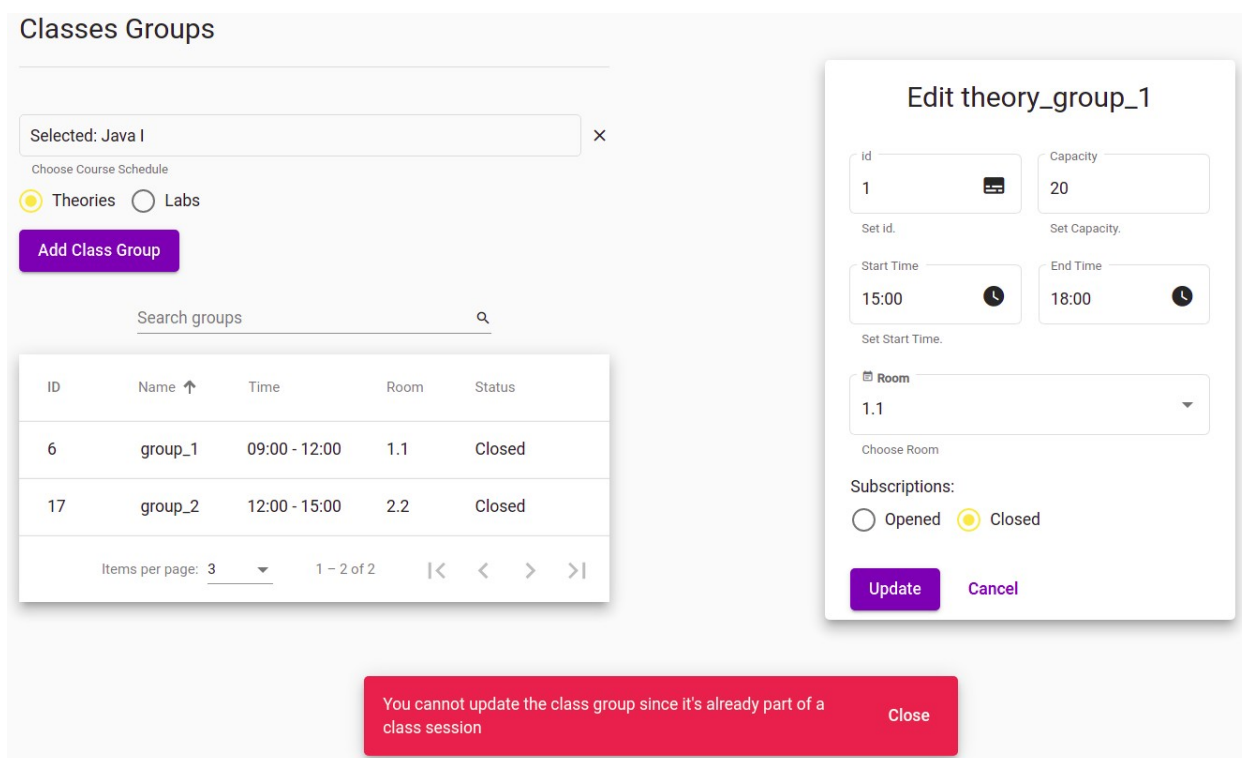 Classes Groups
Selected: Java I
Choose Course Schedule
Theories Labs
Add Class Group
Search groups
ID Name Time Room Status
6 group_1 09:00 - 12:00 1.1 Closed
17 group_2 12:00 - 15:00 2.2 Closed
Items per page: 3 1 – 2 of 2
Edit theory_group_1
id Capacity
1 20
Set id. Set Capacity.
Start Time End Time
15:00 18:00
Set Start Time.
Room
1.1
Choose Room
Subscriptions:
Opened Closed
Update Cancel
You cannot update the class group since it's already part of a
class session
Close